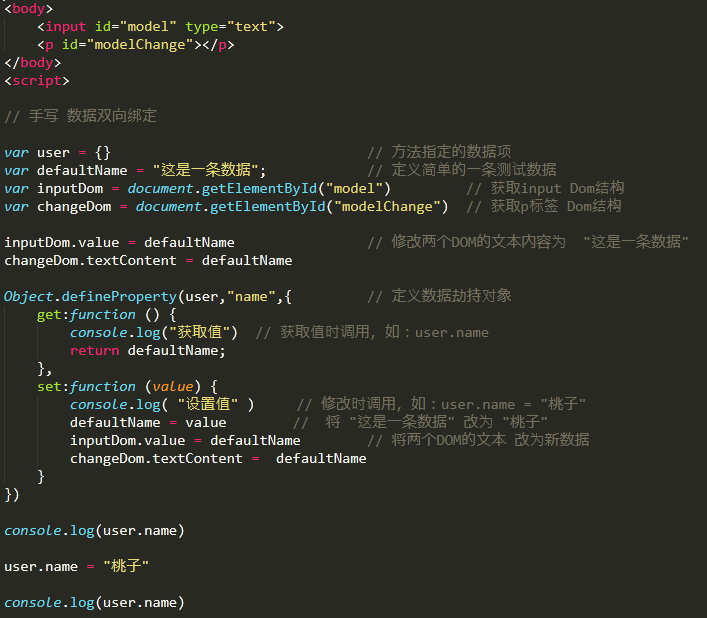 <body>
<input id="model" type="text">
<p id="modelChange"></p>
</body>
<script>
// 手写 数据双向绑定
var user = {} // 方法指定的数据项
var defaultName = "这是一条数据"; // 定义简单的一条测试数据
var inputDom = document.getElementById("model") // 获取input Dom结构
var changeDom = document.getElementById("modelChange") // 获取p标签 Dom结构
inputDom.value = defaultName // 修改两个DOM的文本内容为 "这是一条数据"
changeDom.textContent = defaultName
Object.defineProperty(user,"name",{ // 定义数据劫持对象
get:function () {
console.log("获取值") // 获取值时调用，如：user.name
return defaultName;
},
set:function (value) {
console.log( "设置值" ) // 修改时调用，如：user.name = "桃子"
defaultName = value // 将 "这是一条数据" 改为 "桃子"
inputDom.value = defaultName // 将两个DOM的文本 改为新数据
changeDom.textContent = defaultName
}
})
console.log(user.name)
user.name = "桃子"
console.log(user.name)